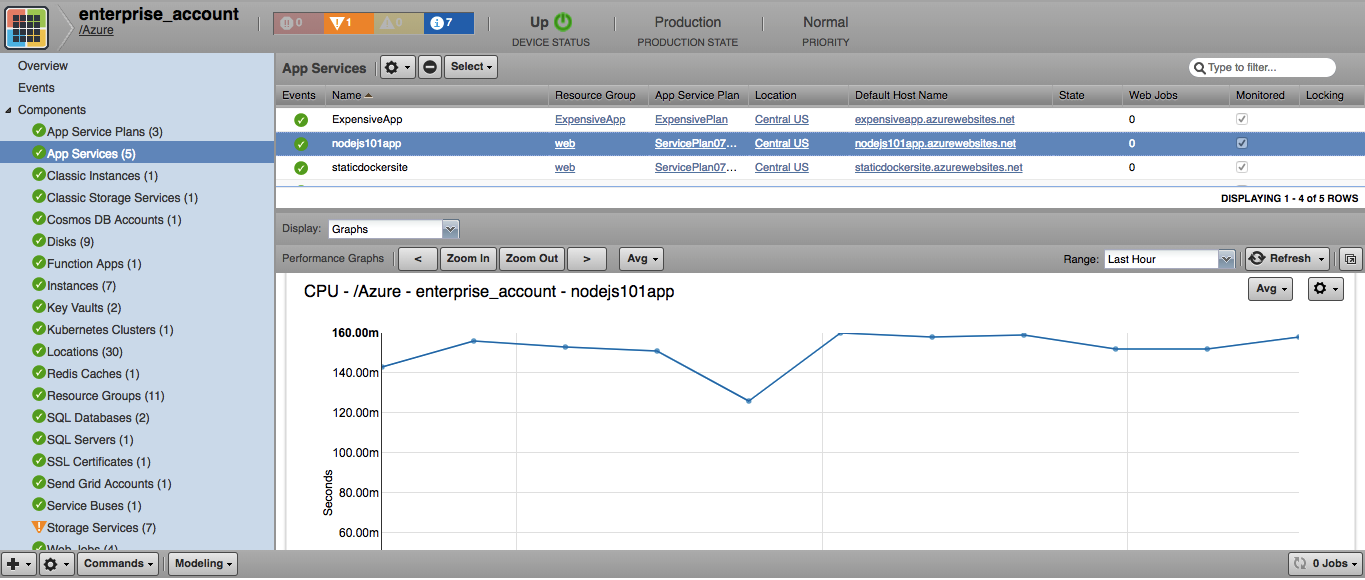 enterprise_account
/Azure
0 1 0 7
Up
DEVICE STATUS
Production
PRODUCTION STATE
Normal
PRIORITY
Overview
Events
Components
App Service Plans (3)
App Services (5)
Classic Instances (1)
Classic Storage Services (1)
Cosmos DB Accounts (1)
Disks (9)
Function Apps (1)
Instances (7)
Key Vaults (2)
Kubernetes Clusters (1)
Locations (30)
Redis Caches (1)
Resource Groups (11)
SQL Databases (2)
SQL Servers (1)
SSL Certificates (1)
Send Grid Accounts (1)
Service Buses (1)
Storage Services (7)
Web Jobs (4)
App Services Select Type to filter...
Events Name Resource Group App Service Plan Location Default Host Name State Web Jobs Monitored Locking
ExpensiveApp ExpensiveApp ExpensivePlan Central US expensiveapp.azurewebsites.net 0
nodejs101app web ServicePlan07... Central US nodejs101app.azurewebsites.net 0
staticdockersite web ServicePlan07... Central US staticdockersite.azurewebsites.net 0
DISPLAYING 1 - 4 of 5 ROWS
Display: Graphs
Performance Graphs < Zoom In Zoom Out > Avg Range: Last Hour Refresh
CPU - /Azure - enterprise_account - nodejs101app Avg
160.00m
140.00m
120.00m
100.00m
80.00m
60.00m
Seconds
Commands Modeling 0 Jobs